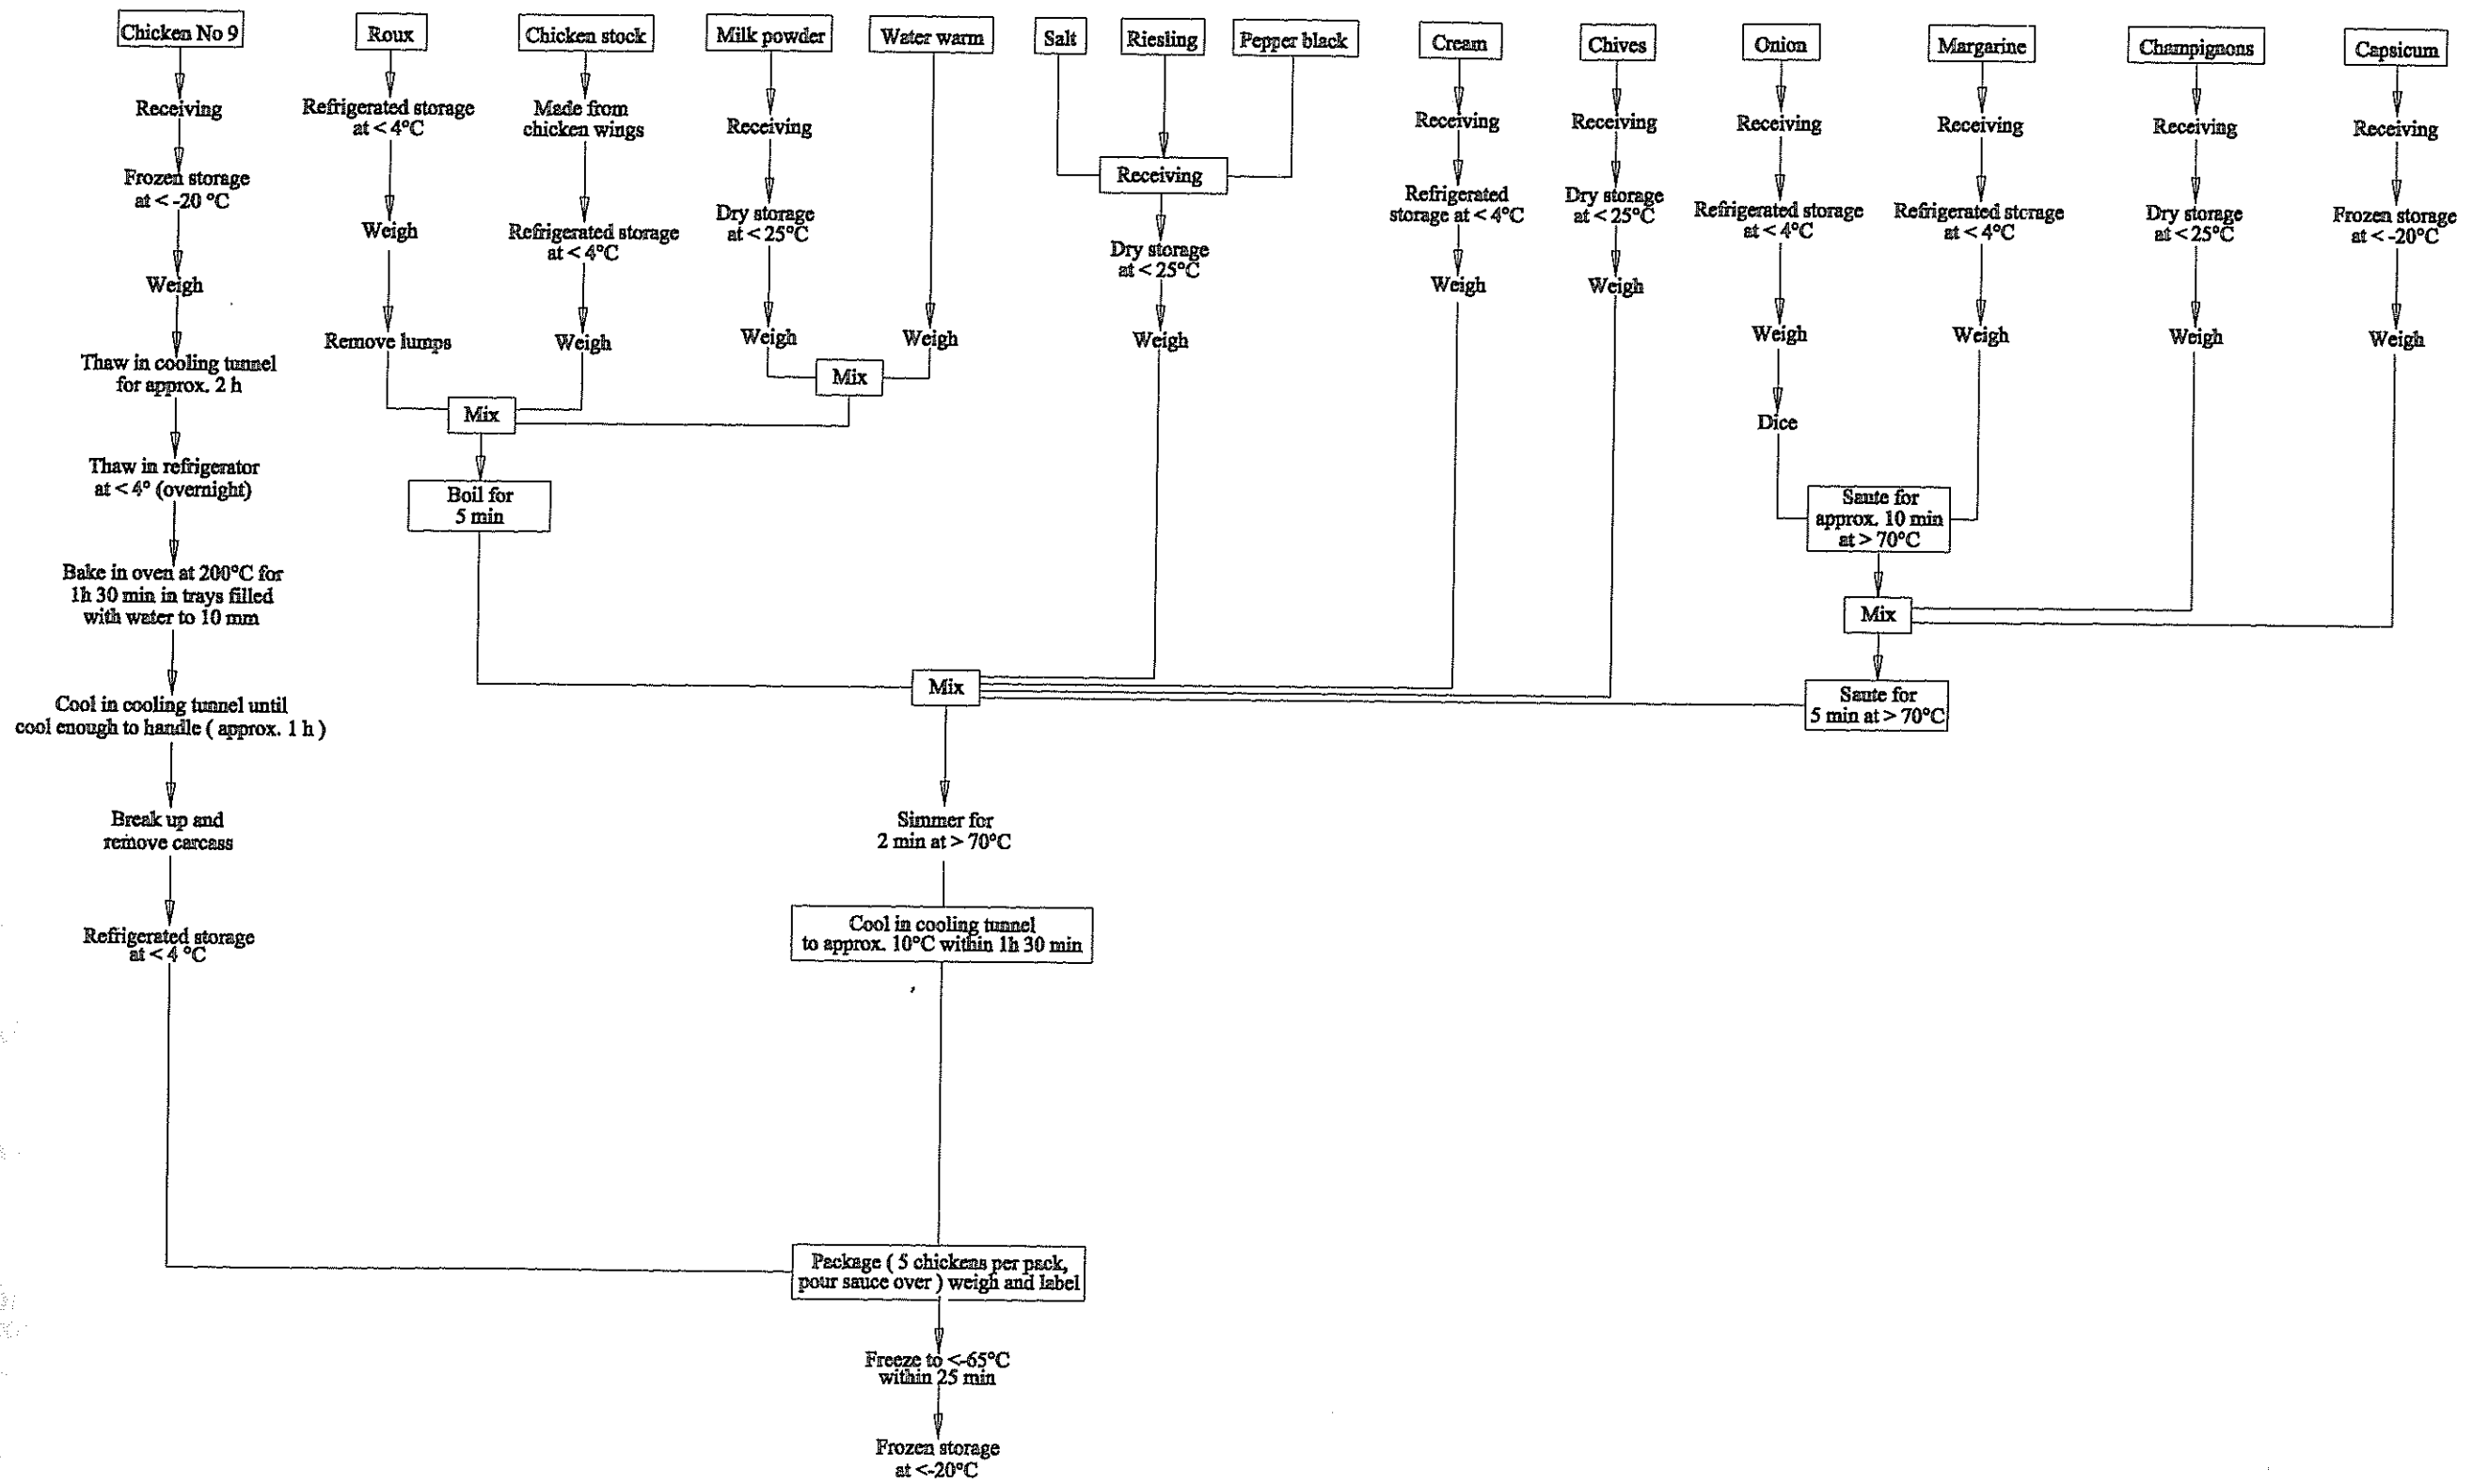 Chicken No 9
Roux
Chicken stock
Milk powder
Water warm
Salt
Riesling
Pepper black
Cream
Chives
Onion
Margarine
Champignons
Capsicum
Receiving
Frozen storage
at < -20 °C
Weigh
Thaw in cooling tunnel
for approx. 2 h
Thaw in refrigerator
at < 4° (overnight)
Bake in oven at 200°C for
1h 30 min in trays filled
with water to 10 mm
Cool in cooling tunnel until
cool enough to handle ( approx. 1 h )
Break up and
remove carcass
Refrigerated storage
at < 4 °C
Refrigerated storage
at < 4°C
Weigh
Remove lumps
Made from
chicken wings
Refrigerated storage
at < 4°C
Weigh
Receiving
Dry storage
at < 25°C
Weigh
Weigh
Mix
Mix
Boil for
5 min
Receiving
Dry storage
at < 25°C
Weigh
Receiving
Refrigerated
storage at < 4°C
Weigh
Receiving
Dry storage
at < 25°C
Weigh
Receiving
Refrigerated storage
at < 4°C
Weigh
Dice
Receiving
Refrigerated storage
at < 4°C
Weigh
Saute for
approx. 10 min
at > 70°C
Receiving
Dry storage
at < 25°C
Weigh
Receiving
Frozen storage
at < -20°C
Weigh
Mix
Saute for
5 min at > 70°C
Mix
Simmer for
2 min at > 70°C
Cool in cooling tunnel
to approx. 10°C within 1h 30 min
Package ( 5 chickens per pack,
pour sauce over ) weigh and label
Freeze to <-65°C
within 25 min
Frozen storage
at <-20°C